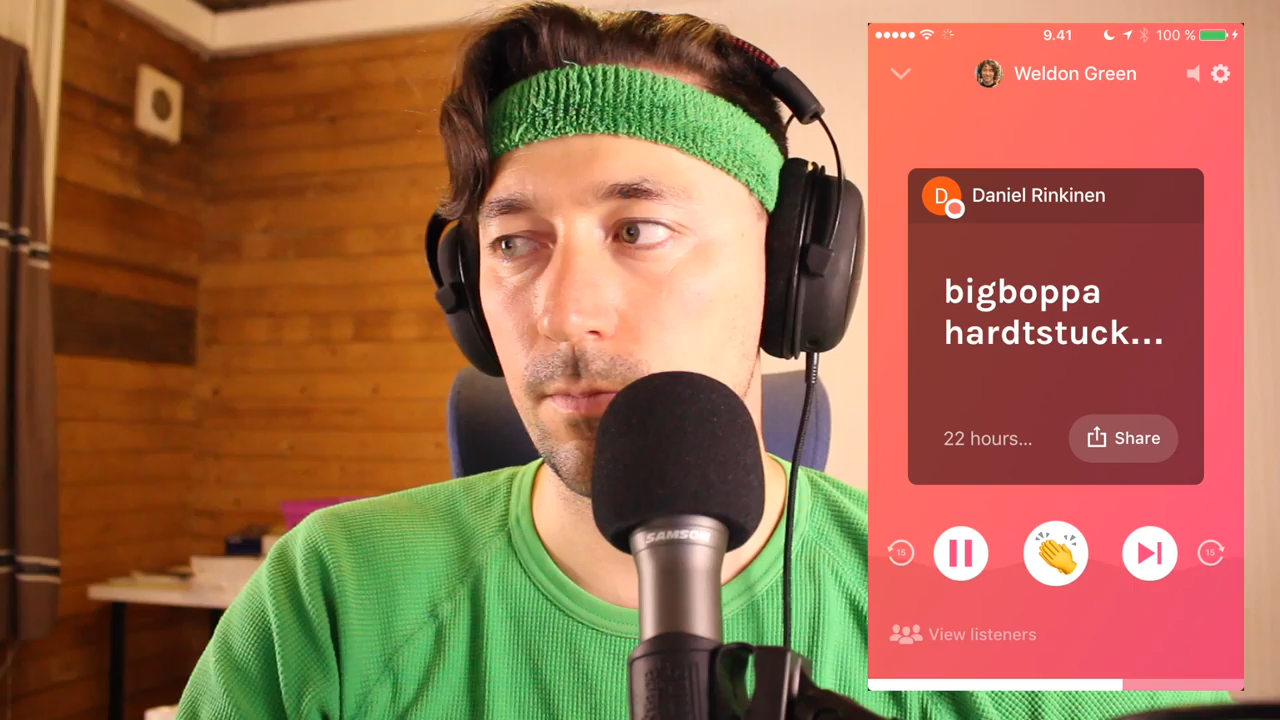 9.41
100 %
Weldon Green
D
Daniel Rinkinen
bigboppa
hardtstuck...
22 hours...
Share
15
15
View listeners
SAMSON